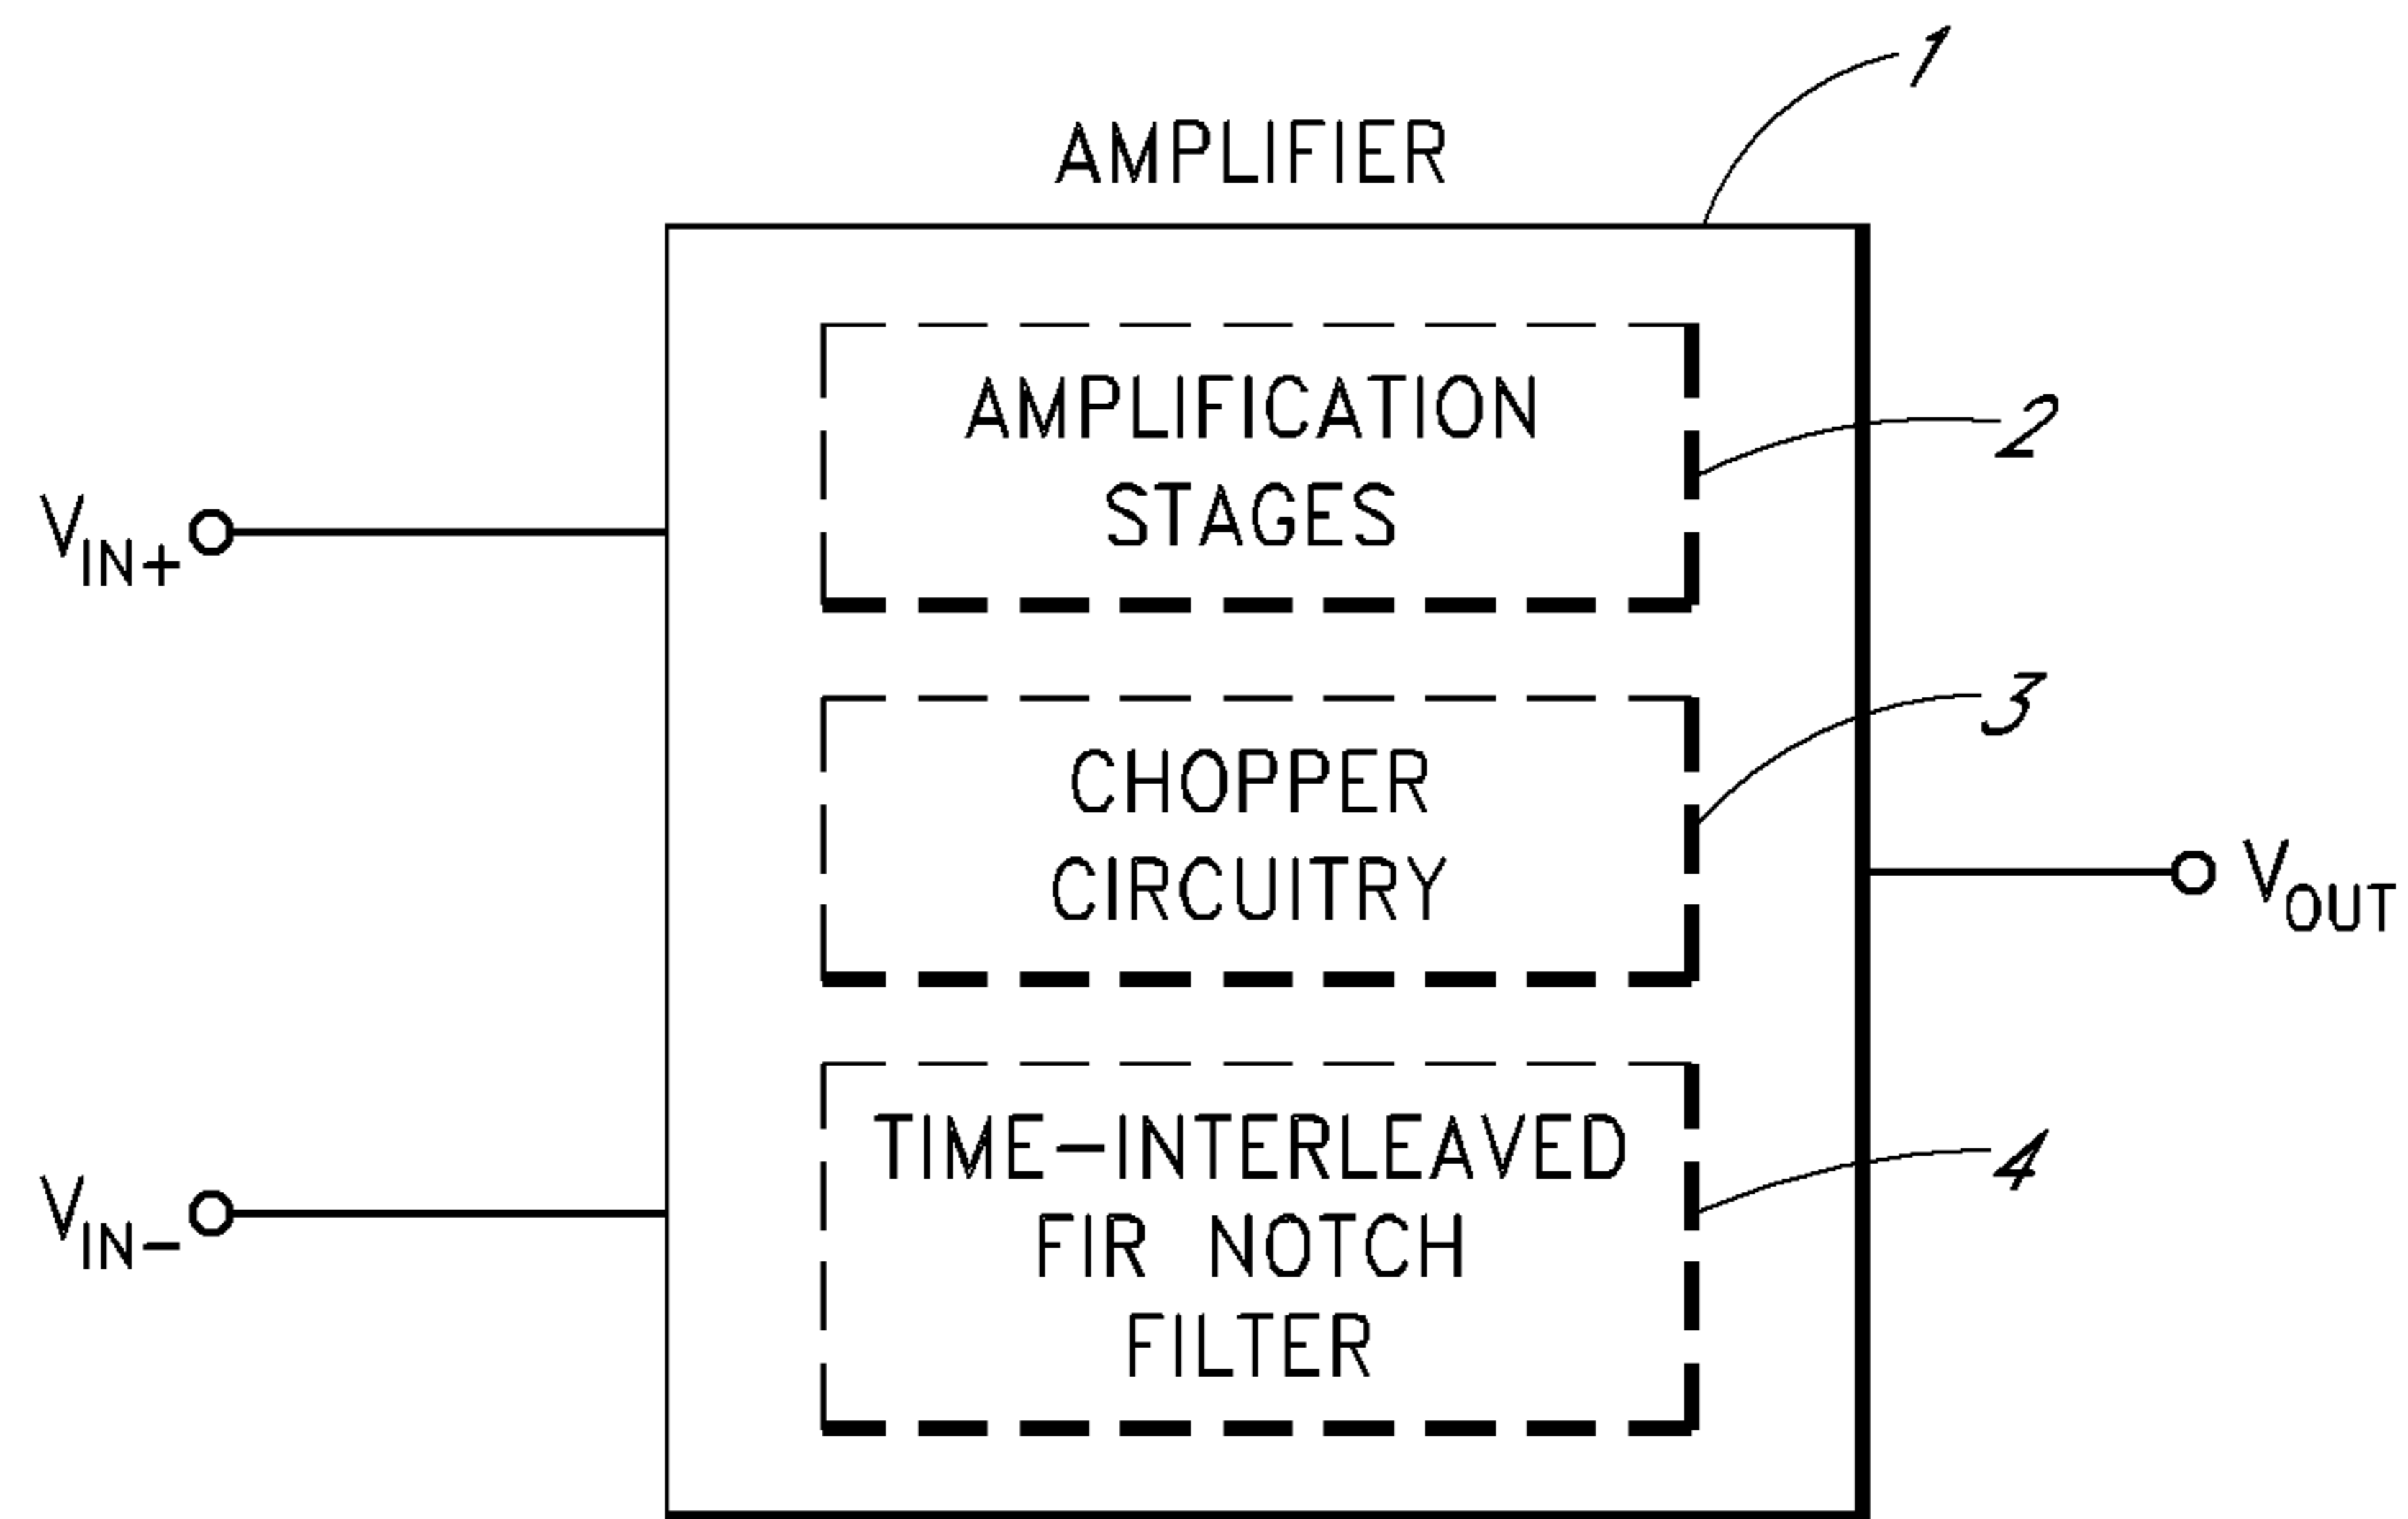 1
AMPLIFIER
AMPLIFICATION
STAGES
2
VIN+
CHOPPER
CIRCUITRY
3
VOUT
TIME-INTERLEAVED
FIR NOTCH
FILTER
4
VIN-